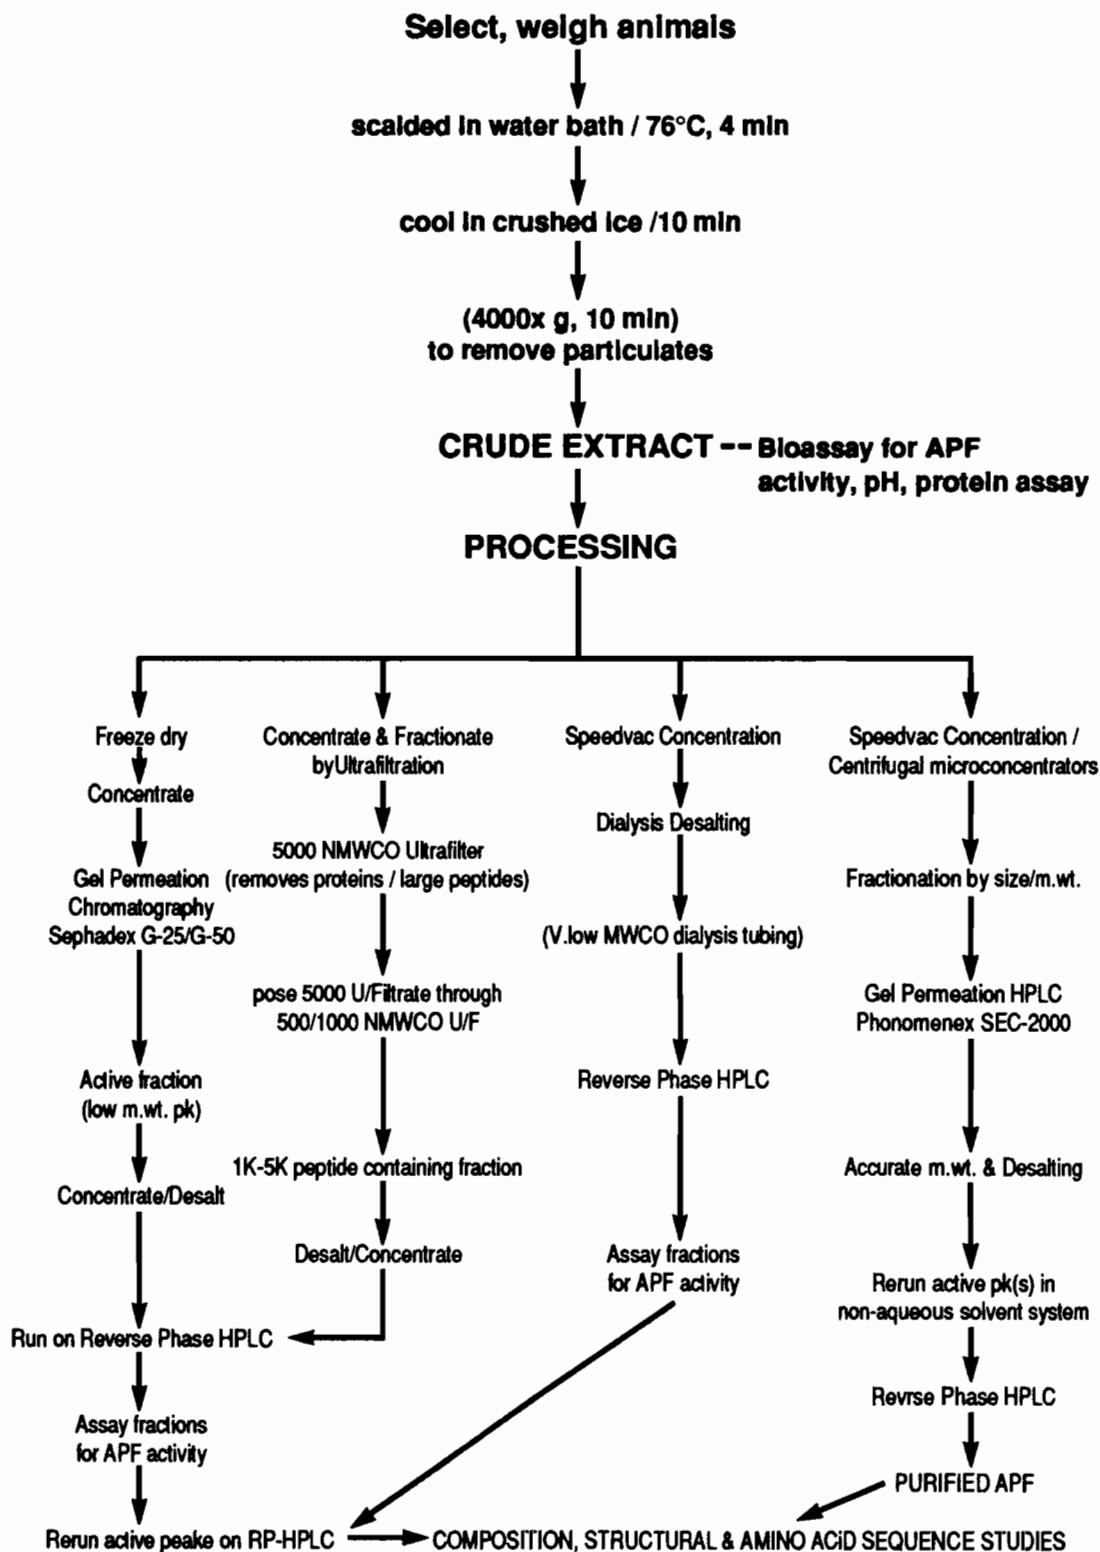 Select, weigh animals
scalded in water bath / 76°C, 4 min
cool in crushed ice /10 min
(4000x g, 10 min)
to remove particulates
CRUDE EXTRACT -- Bioassay for APF
activity, pH, protein assay
PROCESSING
Freeze dry
Concentrate
Gel Permeation
Chromatography
Sephadex G-25/G-50
Active fraction
(low m.wt. pk)
Concentrate/Desalt
Run on Reverse Phase HPLC
Assay fractions
for APF activity
Rerun active peake on RP-HPLC
Concentrate & Fractionate
byUltrafiltration
5000 NMWCO Ultrafilter
(removes proteins / large peptides)
pose 5000 U/Filtrate through
500/1000 NMWCO U/F
1K-5K peptide containing fraction
Desalt/Concentrate
Speedvac Concentration
Dialysis Desalting
(V.low MWCO dialysis tubing)
Reverse Phase HPLC
Assay fractions
for APF activity
Speedvac Concentration /
Centrifugal microconcentrators
Fractionation by size/m.wt.
Gel Permeation HPLC
Phonomenex SEC-2000
Accurate m.wt. & Desalting
Rerun active pk(s) in
non-aqueous solvent system
Revrse Phase HPLC
PURIFIED APF
COMPOSITION, STRUCTURAL & AMINO ACiD SEQUENCE STUDIES